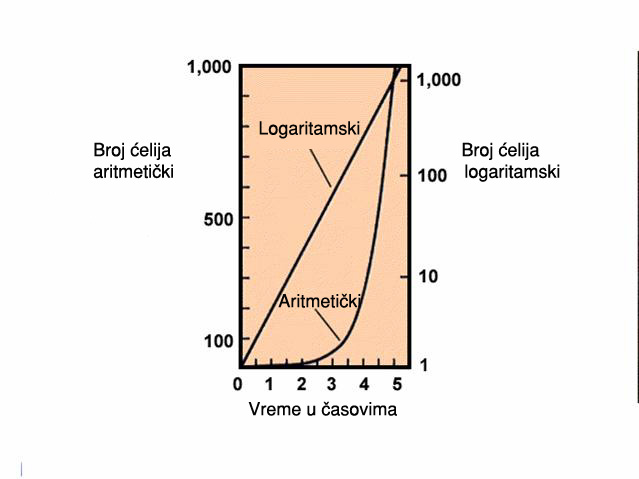 1,000
500
100
Broj ćelija
aritmetički
Logaritamski
Aritmetički
1,000
100
10
1
Broj ćelija
logaritamski
0 1 2 3 4 5
Vreme u časovima